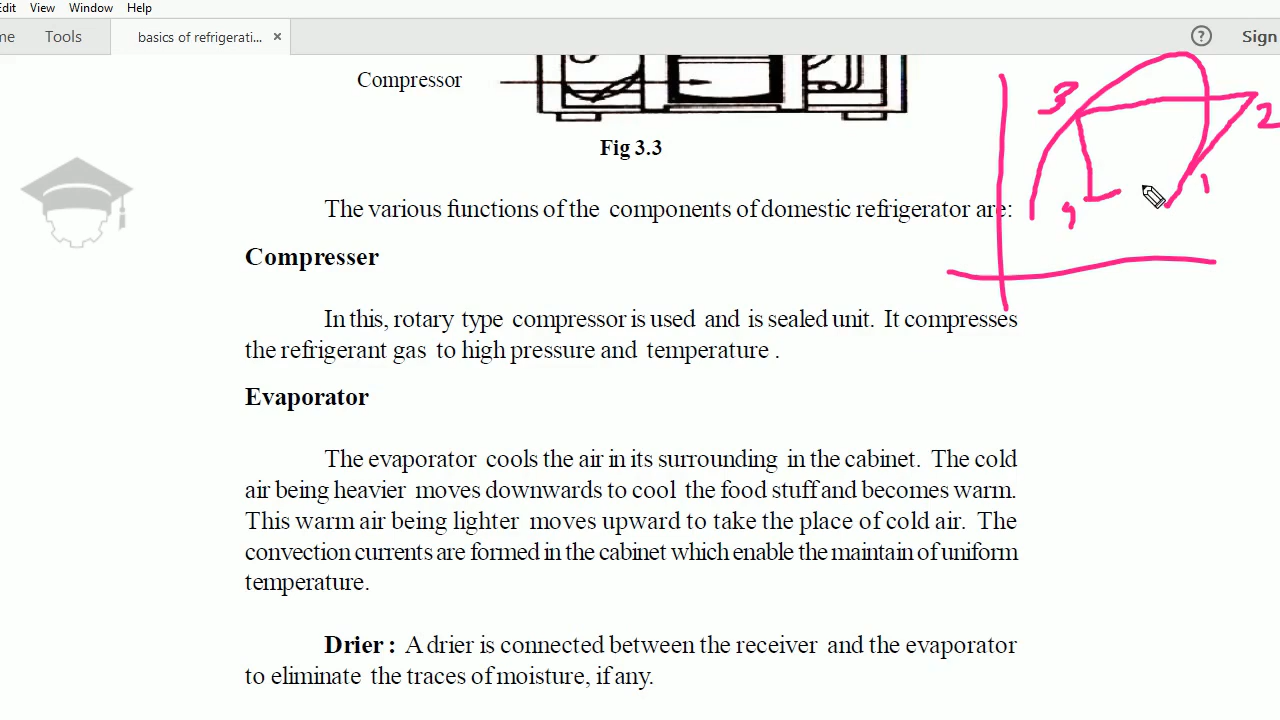 Edit View Window Help
Tools basics of refrigerati... × ? Sign
Compressor
3
2
Fig 3.3
1
4
The various functions of the components of domestic refrigerator are:
Compresser
In this, rotary type compressor is used and is sealed unit. It compresses
the refrigerant gas to high pressure and temperature .
Evaporator
The evaporator cools the air in its surrounding in the cabinet. The cold
air being heavier moves downwards to cool the food stuff and becomes warm.
This warm air being lighter moves upward to take the place of cold air. The
convection currents are formed in the cabinet which enable the maintain of uniform
temperature.
Drier : A drier is connected between the receiver and the evaporator
to eliminate the traces of moisture, if any.